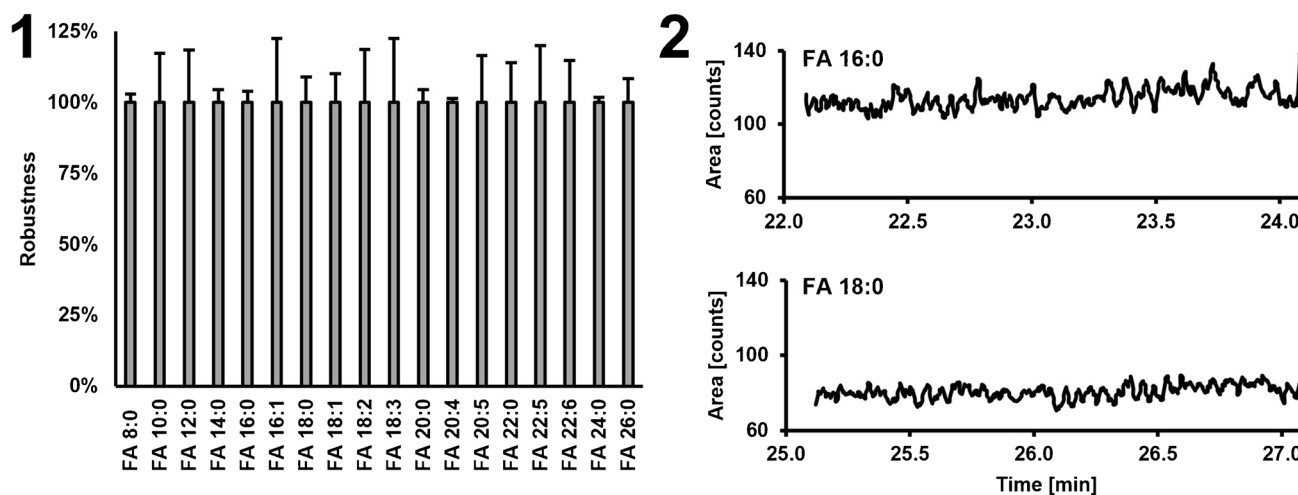 1
Robustness
125%
100%
75%
50%
25%
0%
FA 8:0
FA 10:0
FA 12:0
FA 14:0
FA 16:0
FA 16:1
FA 18:0
FA 18:1
FA 18:2
FA 18:3
FA 20:0
FA 20:4
FA 20:5
FA 22:0
FA 22:5
FA 22:6
FA 24:0
FA 26:0
2
FA 16:0
Area [counts]
140
100
60
22.0 22.5 23.0 23.5 24.0
FA 18:0
Area [counts]
140
100
60
25.0 25.5 26.0 26.5 27.0
Time [min]